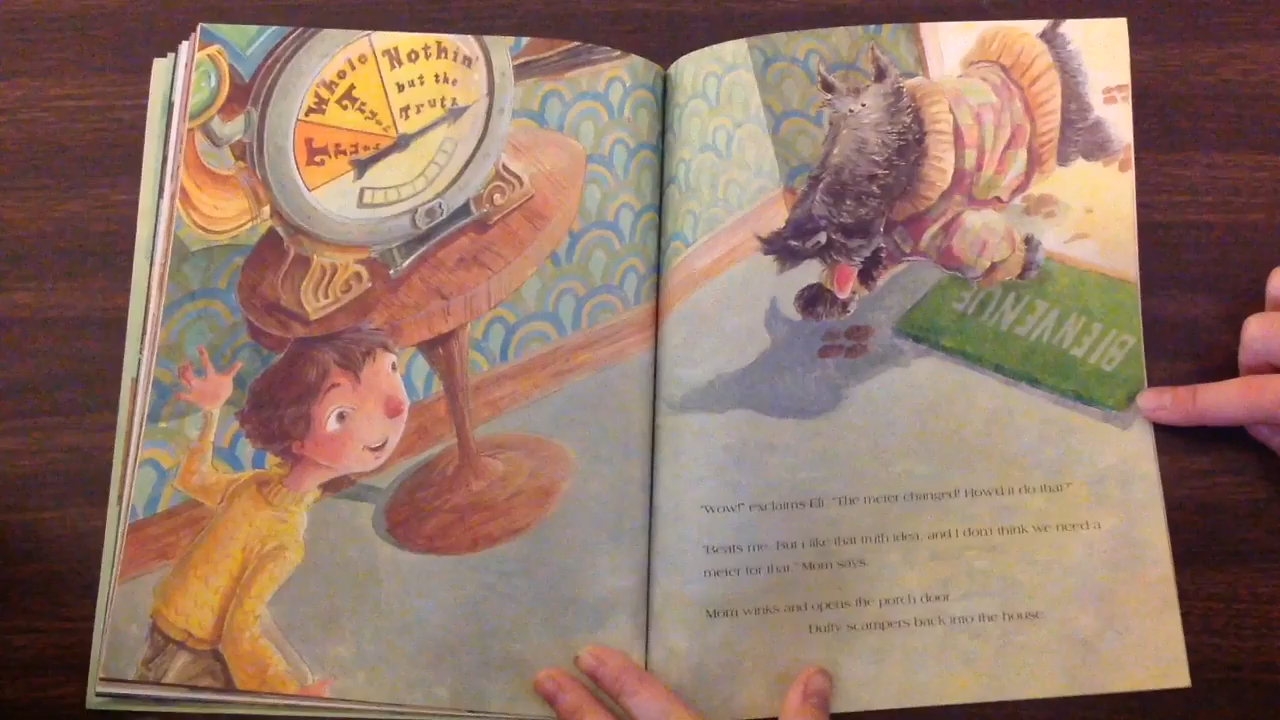 Whole Truth
Nothin'
but the
Truth
Truth
BIENVENUE
"Wow!" exclaims Eli. "The meter changed! How'd it do that?"
"Beats me. But I like that truth idea, and I don't think we need a
meter for that," Mom says.
Mom winks and opens the porch door.
Duffy scampers back into the house.